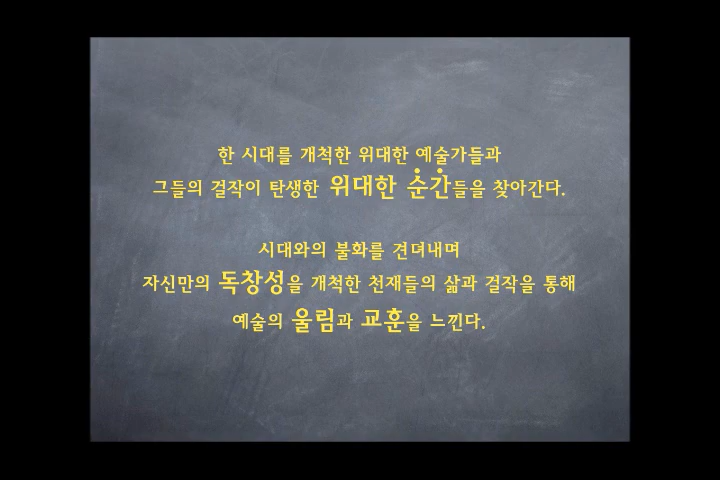 한 시대를 개척한 위대한 예술가들과
그들의 걸작이 탄생한 위대한 순간들을 찾아간다.
시대와의 불화를 견뎌내며
자신만의 독창성을 개척한 천재들의 삶과 걸작을 통해
예술의 울림과 교훈을 느낀다.